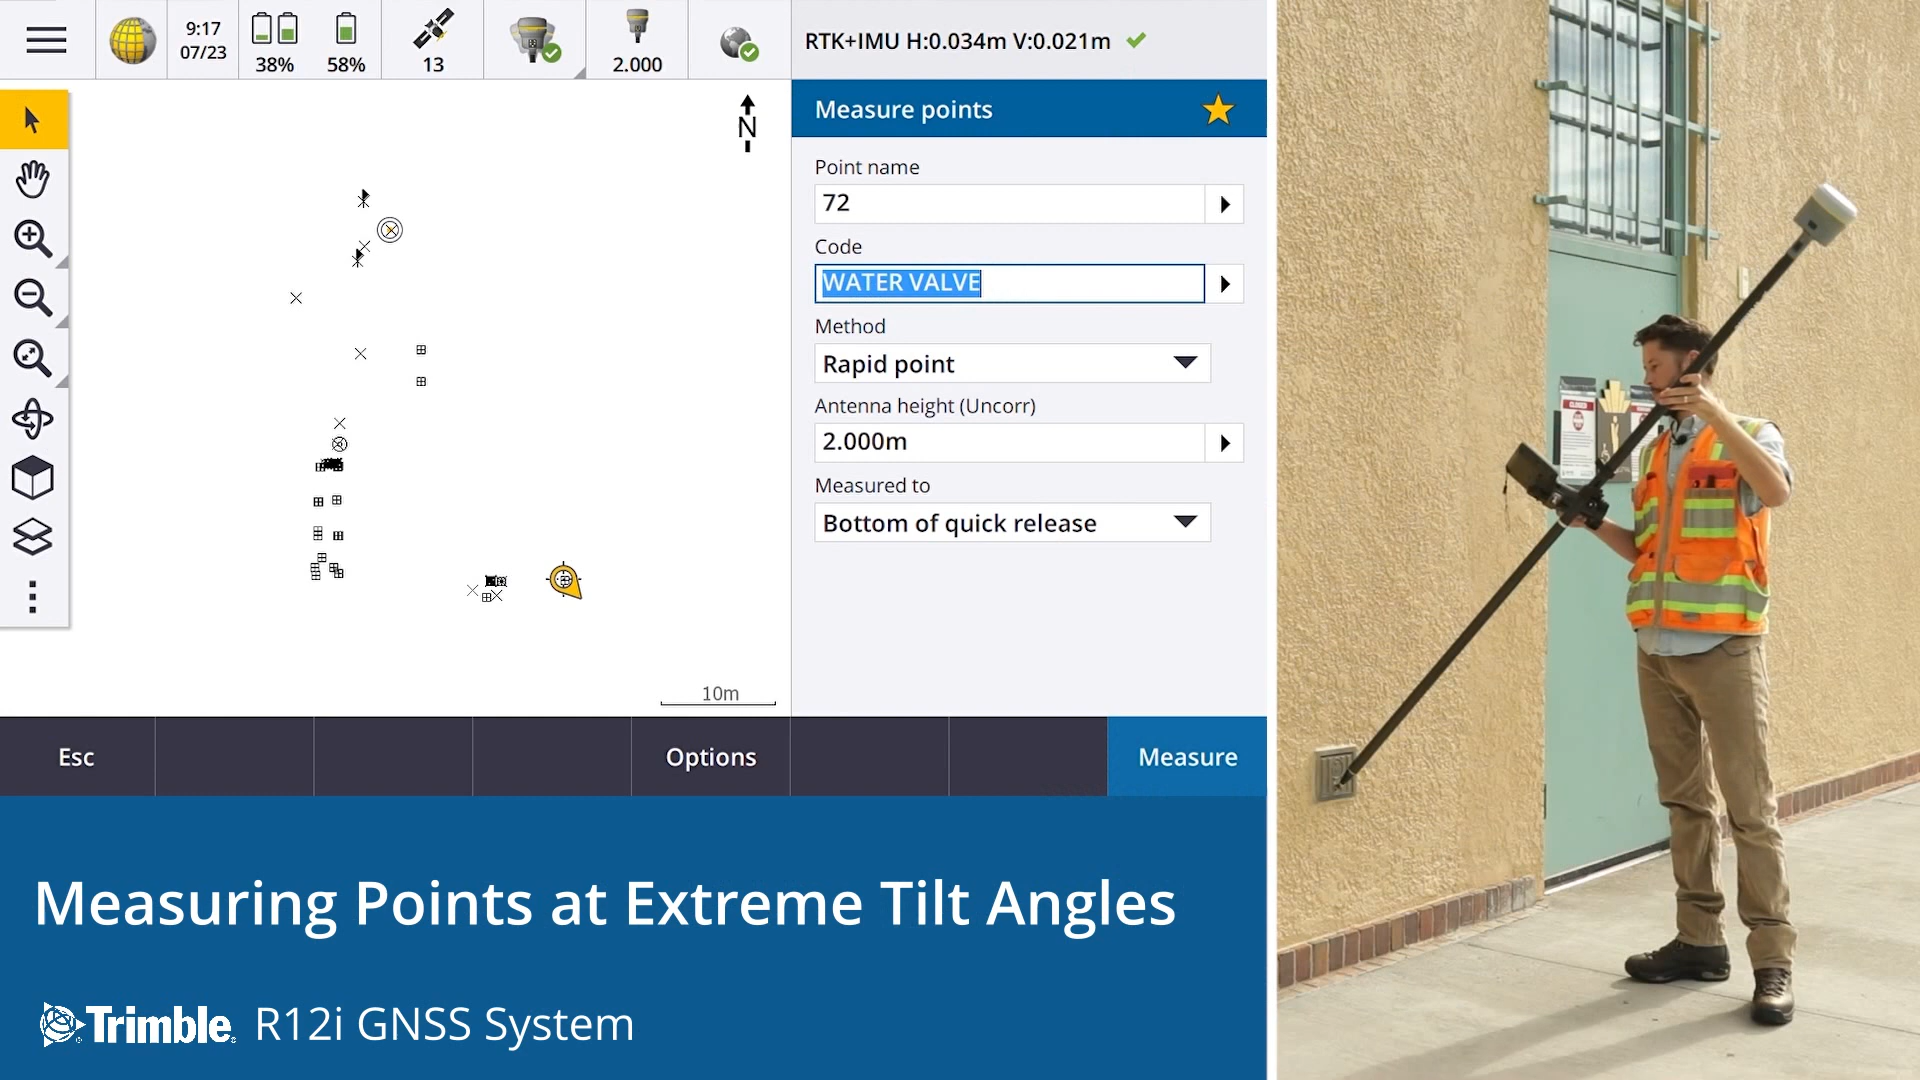 9:17
07/23
38%
58%
13
2.000
RTK+IMU H:0.034m V:0.021m
N
Measure points
Point name
72
Code
WATER VALVE
Method
Rapid point
Antenna height (Uncorr)
2.000m
Measured to
Bottom of quick release
10m
Esc
Options
Measure
Measuring Points at Extreme Tilt Angles
Trimble. R12i GNSS System
CLOSED